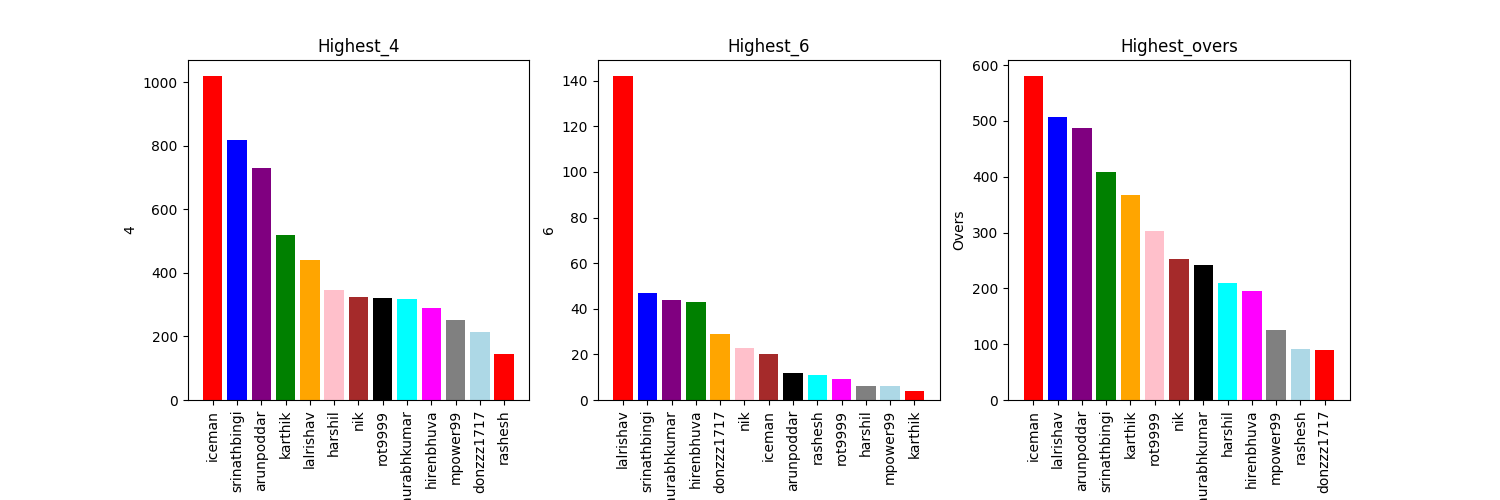 Highest_4
4
1000
800
600
400
200
0
iceman
srinathbingi
arunpoddar
karthik
lalrishav
harshil
nik
rot9999
urabhkumar
hirenbhuva
mpower99
donzzz1717
rashesh
Highest_6
6
140
120
100
80
60
40
20
0
lalrishav
srinathbingi
urabhkumar
hirenbhuva
donzzz1717
nik
iceman
arunpoddar
rashesh
rot9999
harshil
mpower99
karthik
Highest_overs
Overs
600
500
400
300
200
100
0
iceman
lalrishav
arunpoddar
srinathbingi
karthik
rot9999
nik
urabhkumar
harshil
hirenbhuva
mpower99
rashesh
donzzz1717